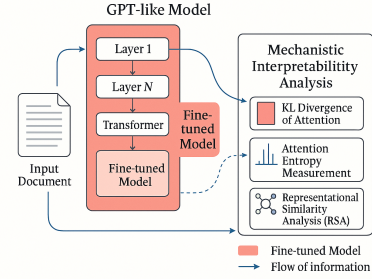 GPT-like Model
Layer 1
Layer N
Transformer
Fine-tuned
Model
Fine-
tuned
Model
Input
Document
Mechanistic
Interpretabitity
Analysis
KL Divergence
of Attention
Attention
Entropy
Measurement
Representational
Similarity
Analysis (RSA)
Fine-tuned Model
Flow of information